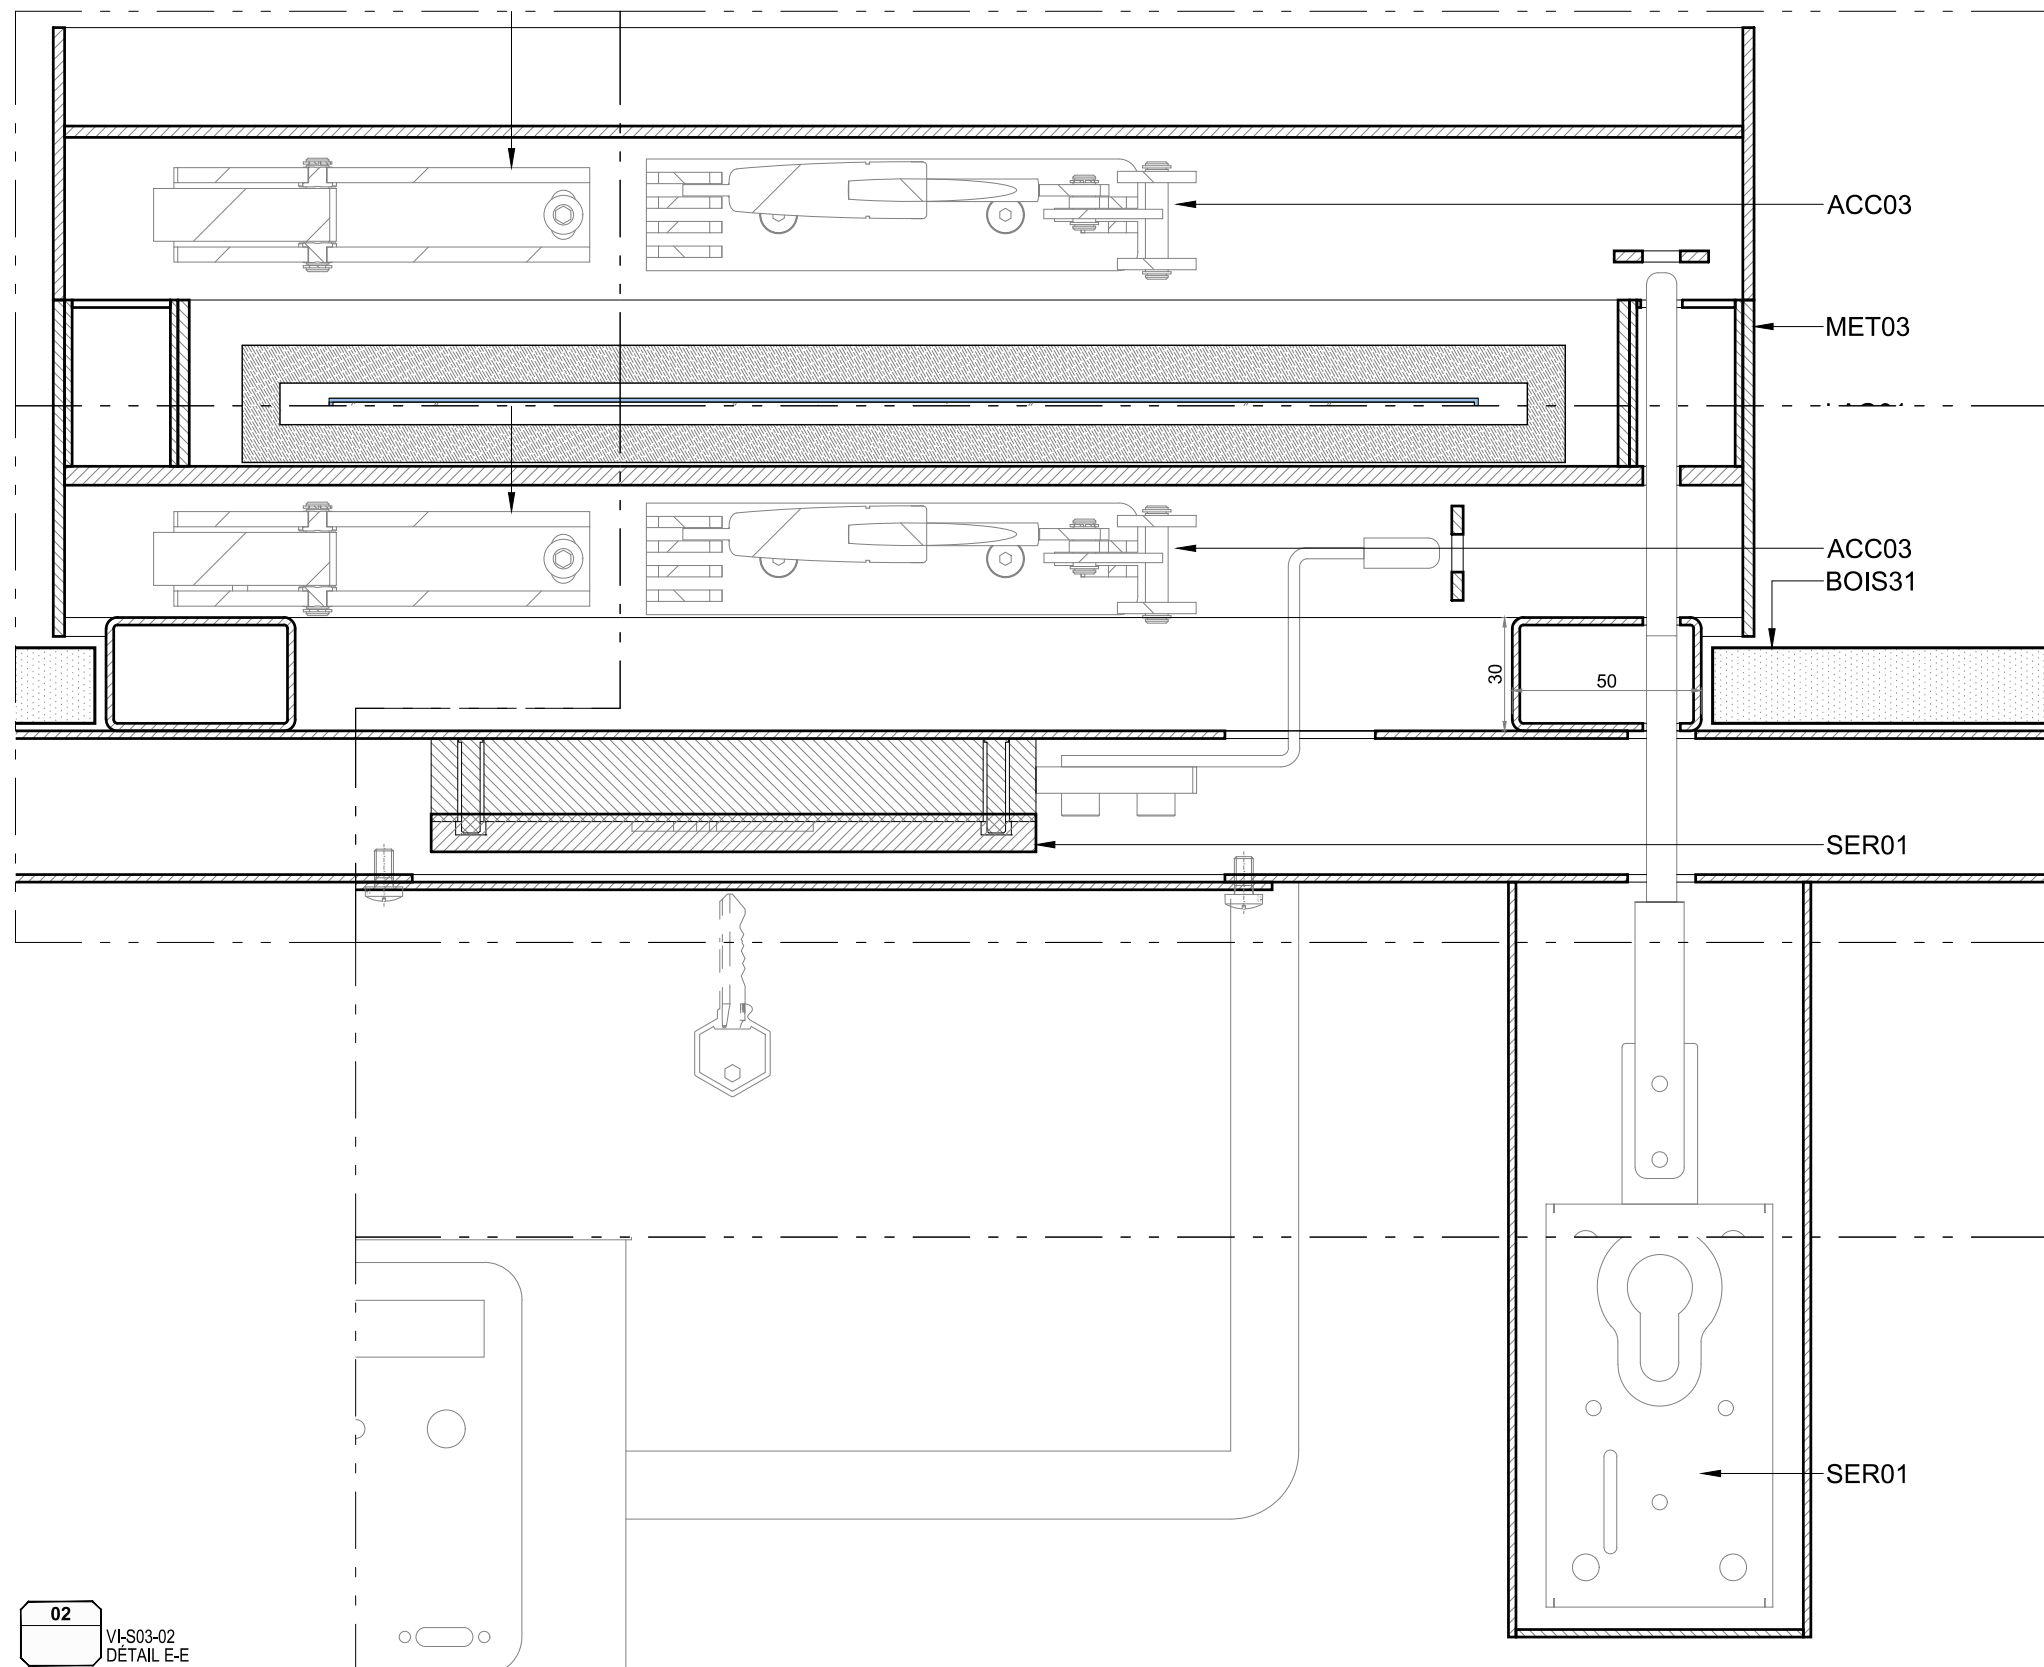 ACC03
MET03
ACC03
BOIS31
30
50
SER01
SER01
02
VI-S03-02
DÉTAIL E-E